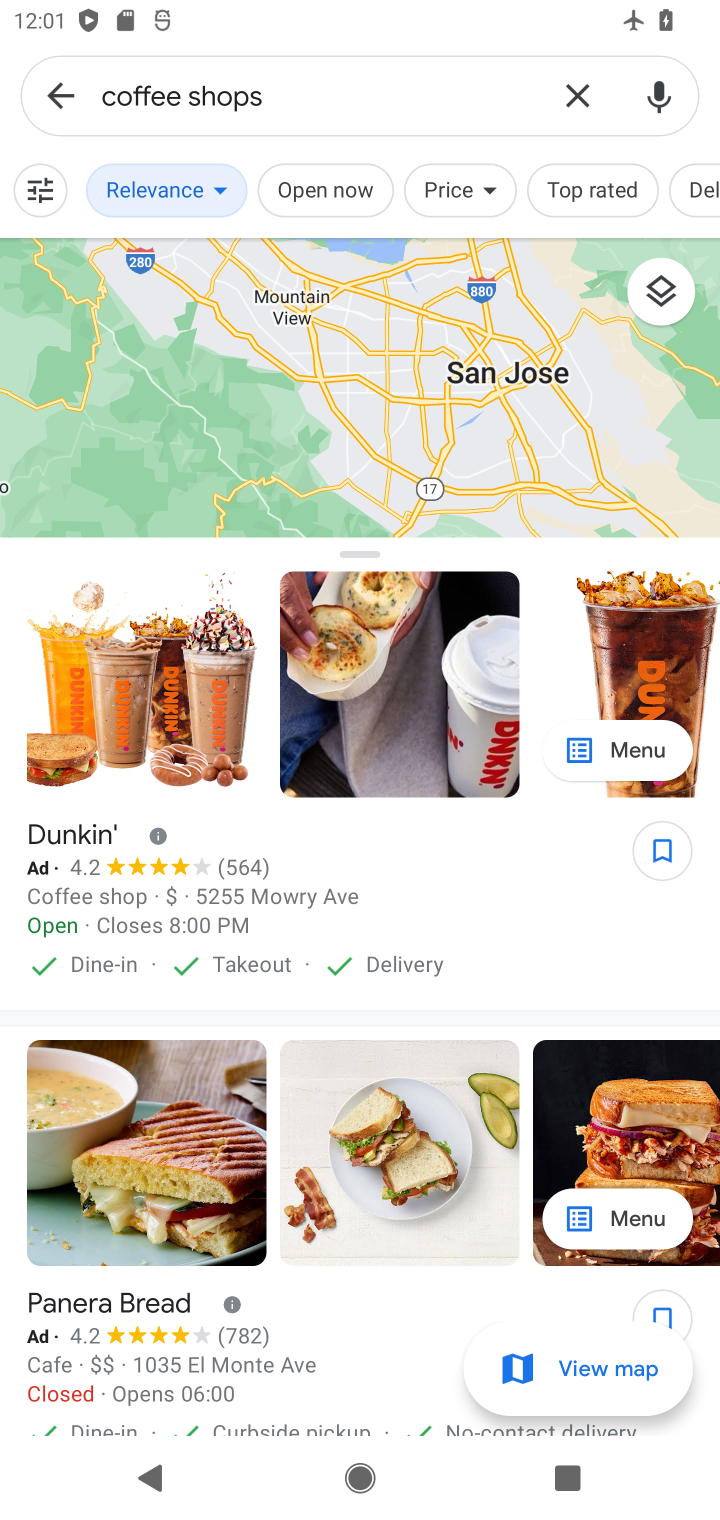 12:01
coffee shops
Relevance Open now Price Top rated Del
280
880
Mountain
View
San Jose
17
o
DUNKIN' DUNKIN' DUNKIN' DUNKIN'
Menu
Dunkin'
Ad · 4.2 (564)
Coffee shop · $ · 5255 Mowry Ave
Open · Closes 8:00 PM
Dine-in · Takeout · Delivery
Menu
Panera Bread
Ad · 4.2 (782)
Cafe · $$ · 1035 El Monte Ave
View map
Closed · Opens 06:00
Dine-in · Curbside pickup · No-contact delivery